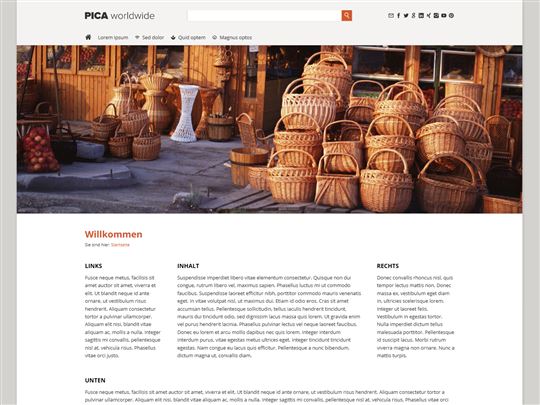 PICA worldwide
Lorem Ipsum
Sed dolor
Quid optem
Magnus optos
Willkommen
Sie sind hier: Startseite
LINKS
Fusce neque metus, facilisis sit
amet auctor sit amet, viverra et
elit. Ut blandit neque id ante
ornare, ut vestibulum risus
hendrerit. Aliquam condimentum
tortor a pulvinar ullamcorper.
Aliquam elit nisi, blandit vitae
aliquam ac, mollis a nulla. Integer
sagittis mi convallis, pellentesque
nisl at, vehicula risus. Phasellus
vitae orci justo.
INHALT
Suspendisse imperdiet libero vitae elementum consectetur. Quisque non dui
congue, rutrum libero vel, maximus sapien. Phasellus luctus mi ut commodo
vestibulum. Phasellus laoreet efficitur nibh, porttitor commodo mauris venenatis
eget. In vitae volutpat nisl, ut maximus dui. Etiam id odio eros. Cras sit amet
accumsan tellus. Pellentesque sollicitudin, tellus iaculis hendrerit tincidunt,
mauris dui tincidunt odio, sed dignissim lacus massa quis lorem. Ut gravida enim
vel purus hendrerit lacinia. Phasellus pulvinar lectus vel neque laoreet finibus.
Donec eu lorem et arcu mollis dapibus nec quis lorem. Integer interdum
interdum purus, vitae egestas metus ultrices eget. Integer tincidunt tincidunt
egestas. Nam congue eu lacus quis efficitur. Pellentesque a nunc bibendum,
dictum magna ut, convallis diam.
RECHTS
Donec convallis rhoncus nisl, quis
tempor lectus mattis non. Donec
massa ex, vestibulum eget diam
in, ultricies scelerisque lorem.
Integer ut laoreet felis.
Vestibulum in egestas tortor.
Nulla imperdiet dictum tellus
malesuada porttitor. Pellentesque
id suscipit lacus. Morbi rutrum
viverra magna non ornare. Nunc a
mattis turpis.
UNTEN
Fusce neque metus, facilisis sit amet auctor sit amet, viverra et elit. Ut blandit neque id ante ornare, ut vestibulum risus hendrerit. Aliquam condimentum tortor a
pulvinar ullamcorper. Aliquam elit nisi, blandit vitae aliquam ac, mollis a nulla. Integer sagittis mi convallis, pellentesque nisl at, vehicula risus. Phasellus vitae orci